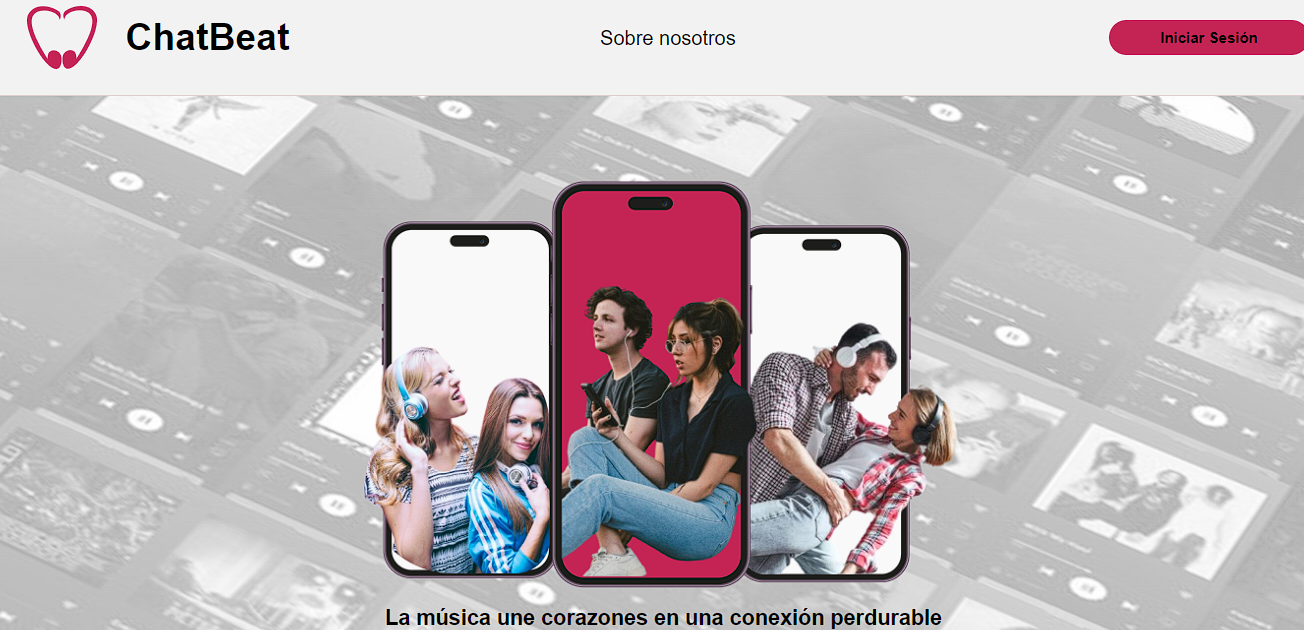 ChatBeat
Sobre nosotros
Iniciar Sesión
La música une corazones en una conexión perdurable